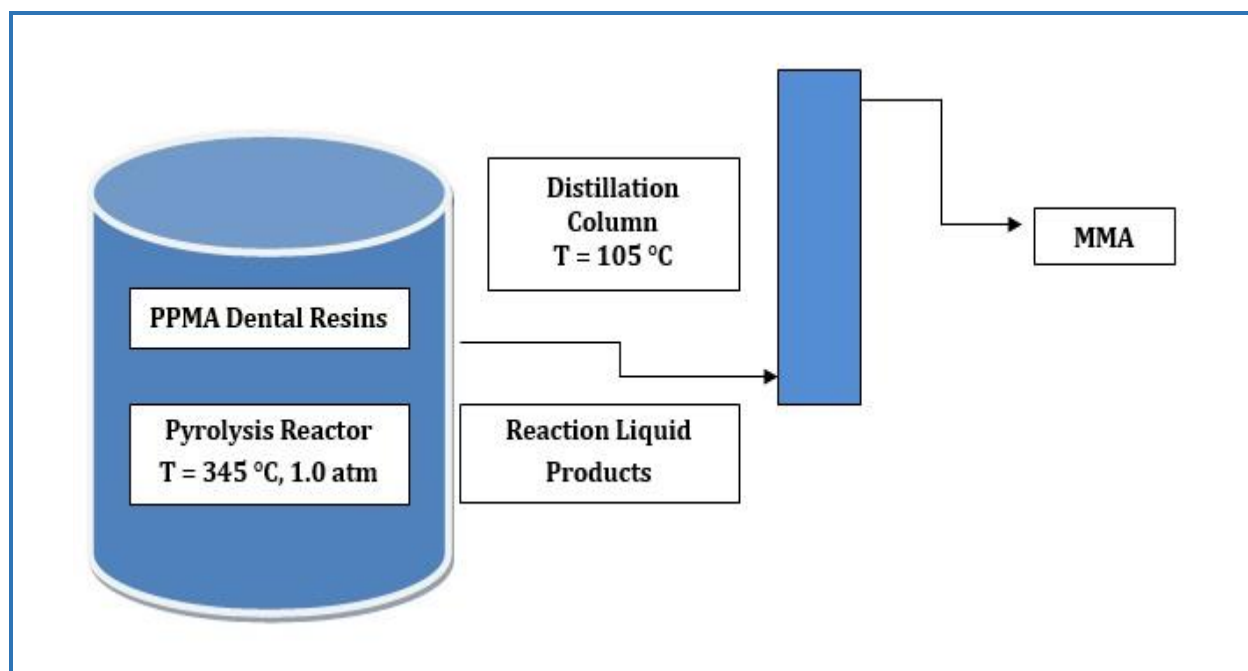 PPMA Dental Resins
Pyrolysis Reactor
T = 345 °C, 1.0 atm
Distillation
Column
T = 105 °C
Reaction Liquid
Products
MMA